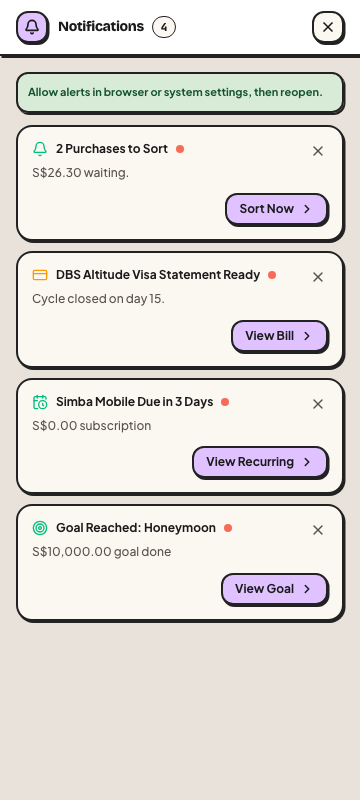 Notifications 4
Allow alerts in browser or system settings, then reopen.
2 Purchases to Sort
S$26.30 waiting.
Sort Now
DBS Altitude Visa Statement Ready
Cycle closed on day 15.
View Bill
Simba Mobile Due in 3 Days
S$0.00 subscription
View Recurring
Goal Reached: Honeymoon
S$10,000.00 goal done
View Goal